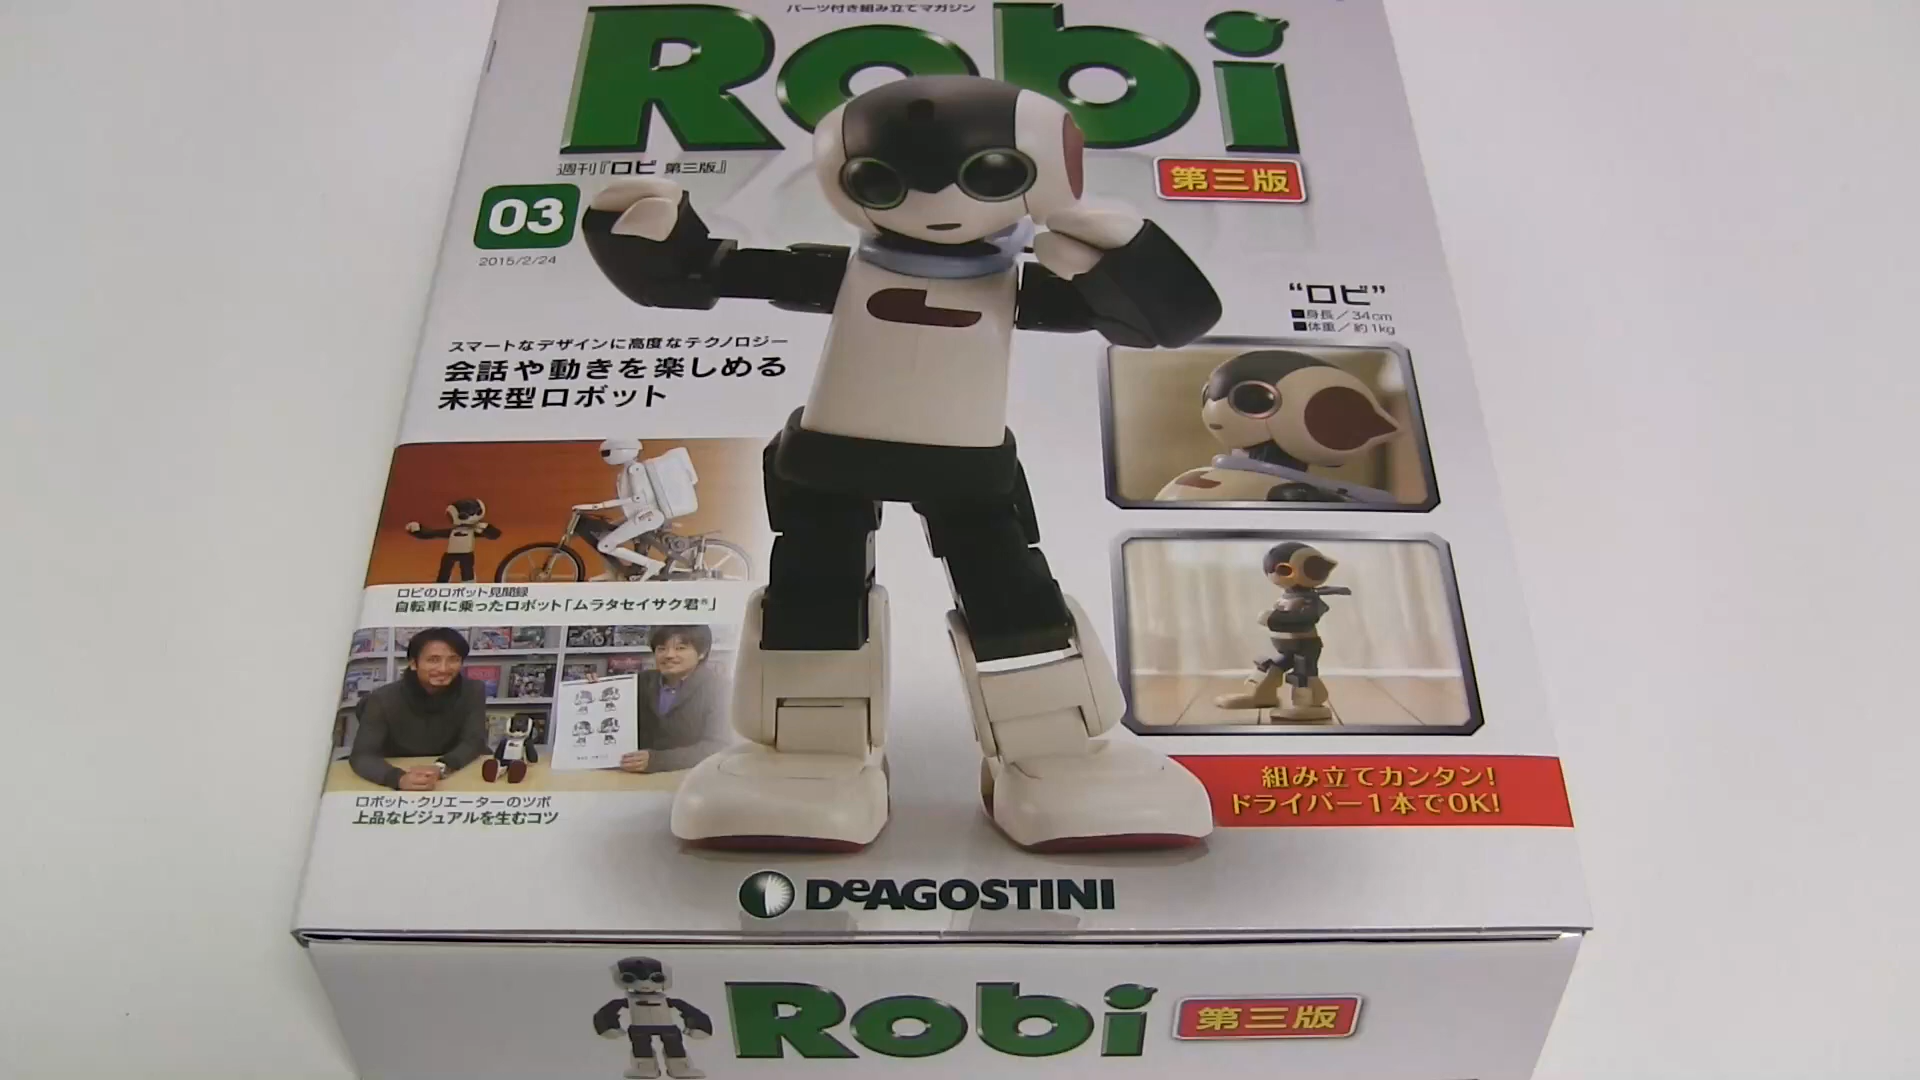 パーツ付き組み立てマガジン
Robi
週刊『ロビ 第三版』
第三版
03
2015/2/24
"ロビ"
■身長/34cm
■体重/約1kg
スマートなデザインに高度なテクノロジー
会話や動きを楽しめる
未来型ロボット
ロビのロボット見聞録
自転車に乗ったロボット「ムラタセイサク君®」
ロボット・クリエーターのツボ
上品なビジュアルを生むコツ
組み立てカンタン!
ドライバー1本でOK!
DeAGOSTINI
Robi 第三版